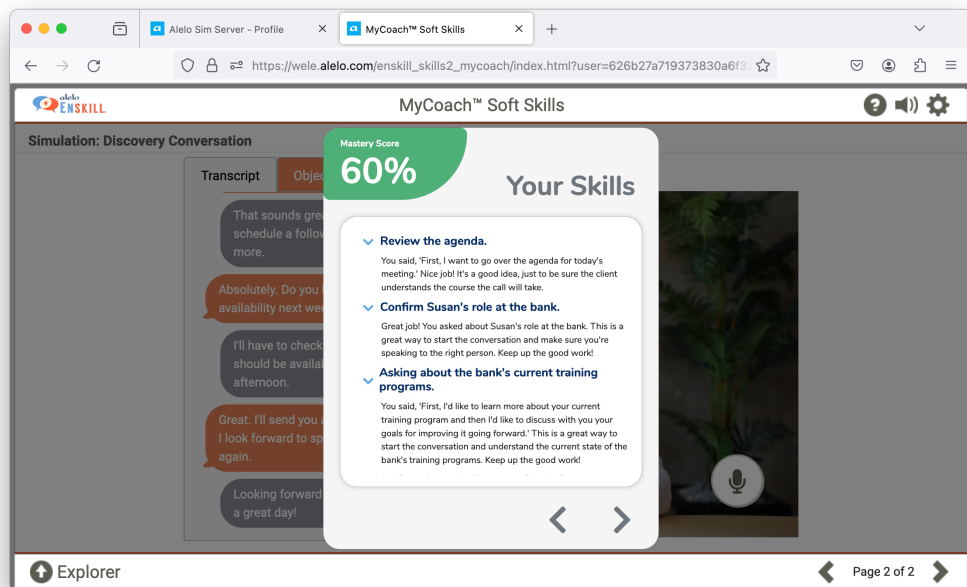 Alelo Sim Server - Profile
MyCoach™ Soft Skills
https://wele.alelo.com/enskill_skills2_mycoach/index.html?user=626b27a719373830a6f3
alelo
ENSKILL
MyCoach™ Soft Skills
Simulation: Discovery Conversation
Transcript
Objec
That sounds grea
schedule a follow
more.
Absolutely. Do you
availability next wee
I'll have to check
should be availa
afternoon.
Great. I'll send you a
I look forward to sp
again.
Looking forward
a great day!
Mastery Score
60%
Your Skills
Review the agenda.
You said, 'First, I want to go over the agenda for today's
meeting.' Nice job! It's a good idea, just to be sure the client
understands the course the call will take.
Confirm Susan's role at the bank.
Great job! You asked about Susan's role at the bank. This is a
great way to start the conversation and make sure you're
speaking to the right person. Keep up the good work!
Asking about the bank's current training
programs.
You said, 'First, I'd like to learn more about your current
training program and then I'd like to discuss with you your
goals for improving it going forward.' This is a great way to
start the conversation and understand the current state of the
bank's training programs. Keep up the good work!
Explorer
Page 2 of 2